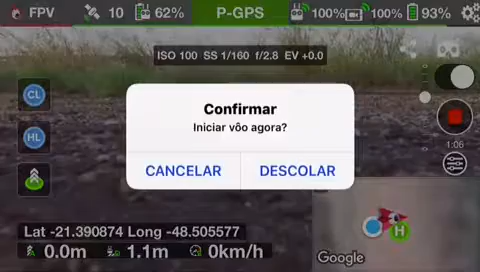 FPV 10 62% P-GPS 100% 100% 93%
ISO 100 SS 1/160 f/2.8 EV +0.0
CL
HL
Confirmar
Iniciar vôo agora?
CANCELAR DESCOLAR
1:06
Lat -21.390874 Long -48.505577
0.0m 1.1m 0km/h
H
Google